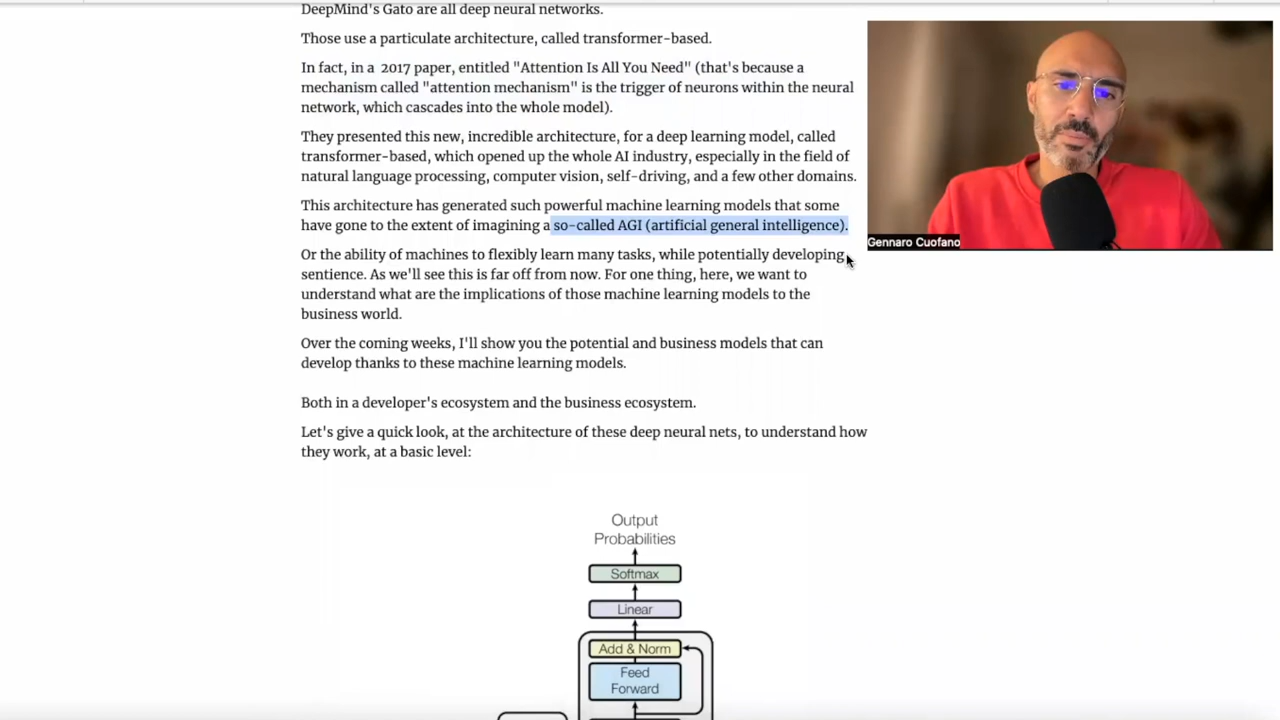 DeepMind's Gato are all deep neural networks.
Those use a particulate architecture, called transformer-based.
In fact, in a 2017 paper, entitled "Attention Is All You Need" (that's because a
mechanism called "attention mechanism" is the trigger of neurons within the neural
network, which cascades into the whole model).
They presented this new, incredible architecture, for a deep learning model, called
transformer-based, which opened up the whole AI industry, especially in the field of
natural language processing, computer vision, self-driving, and a few other domains.
This architecture has generated such powerful machine learning models that some
have gone to the extent of imagining a so-called AGI (artificial general intelligence).
Or the ability of machines to flexibly learn many tasks, while potentially developing
sentience. As we'll see this is far off from now. For one thing, here, we want to
understand what are the implications of those machine learning models to the
business world.
Over the coming weeks, I'll show you the potential and business models that can
develop thanks to these machine learning models.
Both in a developer's ecosystem and the business ecosystem.
Let's give a quick look, at the architecture of these deep neural nets, to understand how
they work, at a basic level:
Output
Probabilities
Softmax
Linear
Add & Norm
Feed
Forward
Gennaro Cuofano